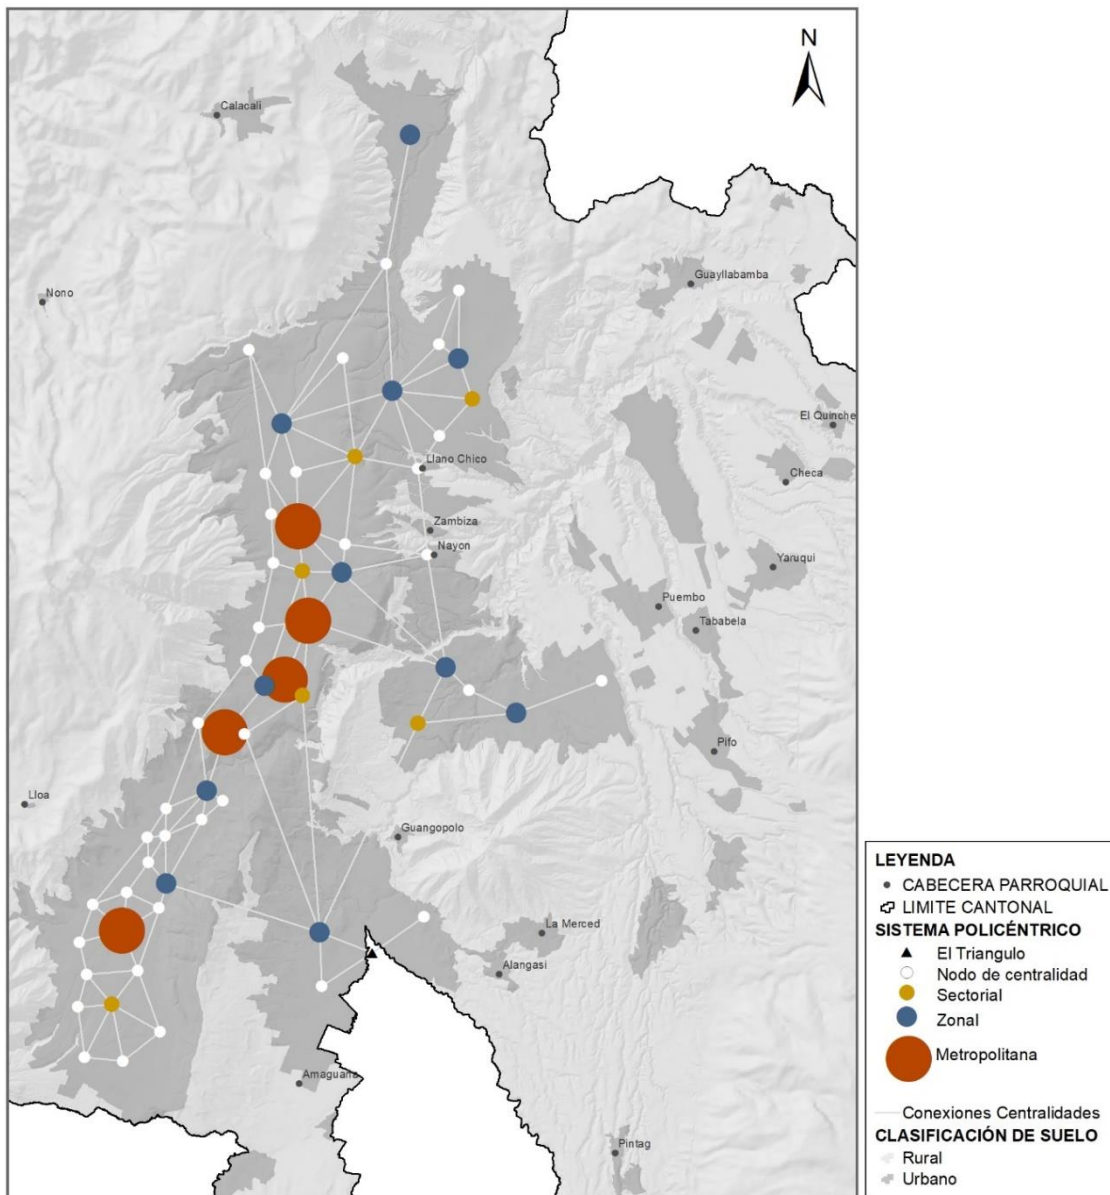 N
Calacali
Guayllabamba
Nono
El Quinche
Llano Chico
Checa
Zambiza
Nayon
Yaruqui
Puembo
Tababela
Pifo
Lloa
Guangopolo
La Merced
Alangasi
Amaguana
Pintag
LEYENDA
CABECERA PARROQUIAL
LIMITE CANTONAL
SISTEMA POLICÉNTRICO
El Triangulo
Nodo de centralidad
Sectorial
Zonal
Metropolitana
Conexiones Centralidades
CLASIFICACIÓN DE SUELO
Rural
Urbano